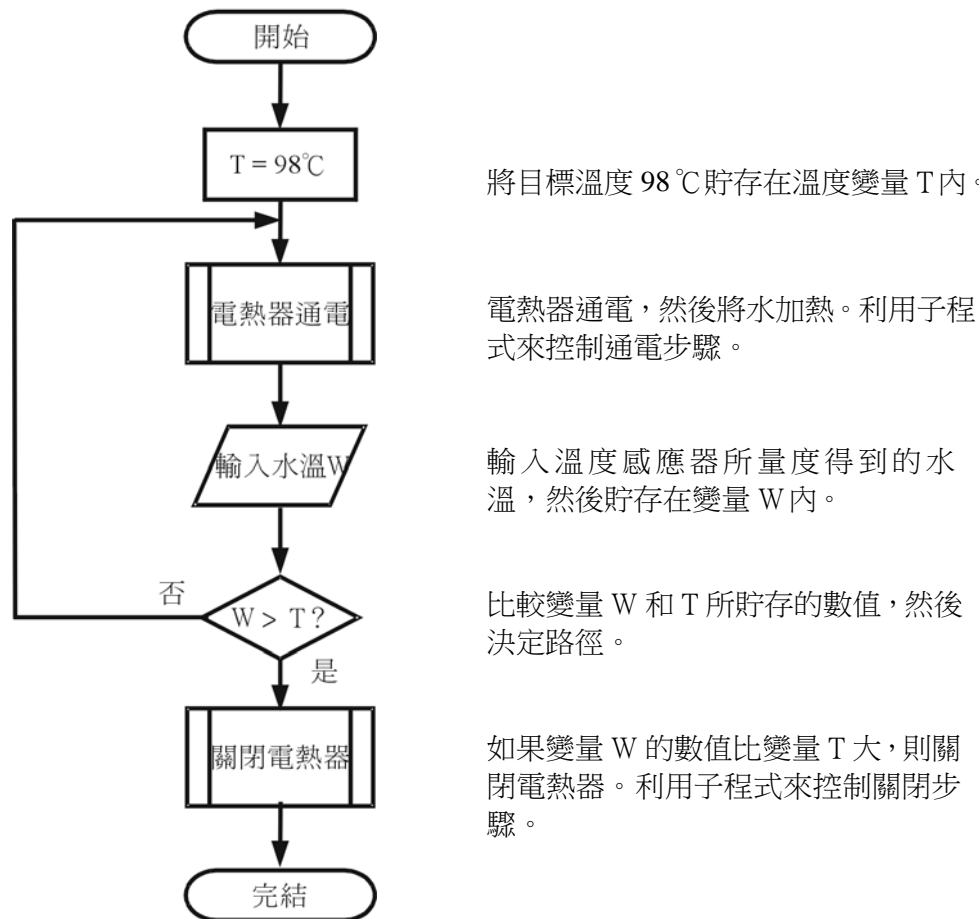 開始
T = 98℃
將目標溫度 98℃貯存在溫度變量 T內。
電熱器通電
電熱器通電，然後將水加熱。利用子程
式來控制通電步驟。
輸入水溫W
輸入溫度感應器所量度得到的水
溫，然後貯存在變量 W內。
否
W > T？
比較變量 W 和 T 所貯存的數值，然後
決定路徑。
是
關閉電熱器
如果變量 W 的數值比變量 T 大，則關
閉電熱器。利用子程式來控制關閉步
驟。
完結